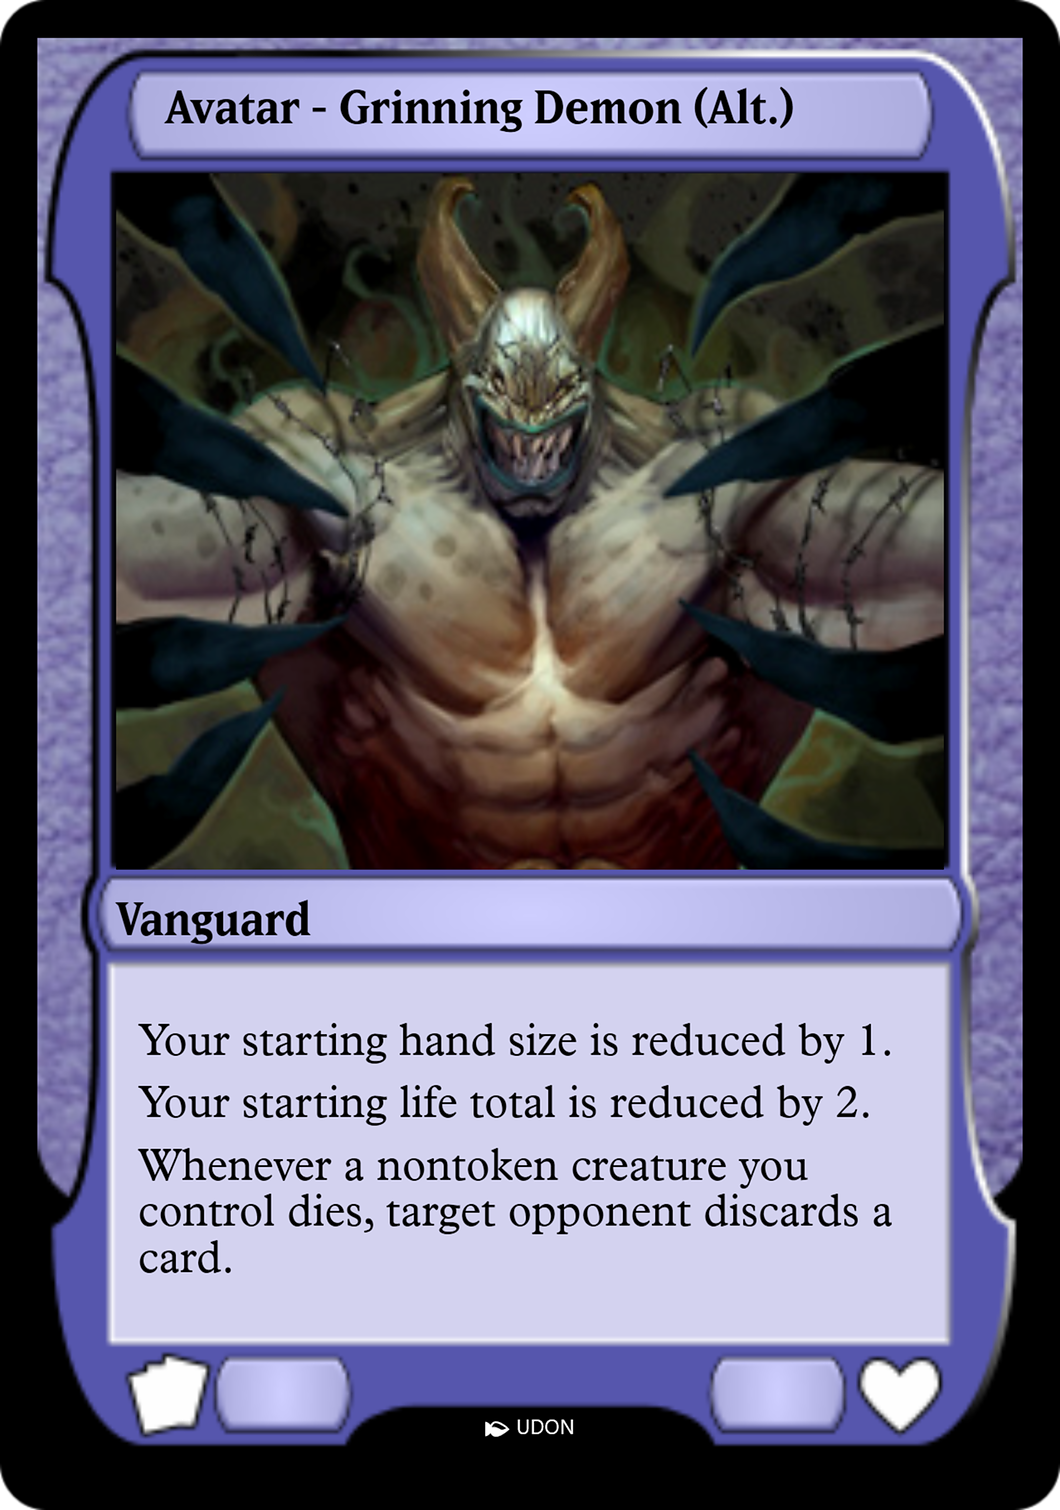 Avatar - Grinning Demon (Alt.)
Vanguard
Your starting hand size is reduced by 1.
Your starting life total is reduced by 2.
Whenever a nontoken creature you
control dies, target opponent discards a
card.
UDON